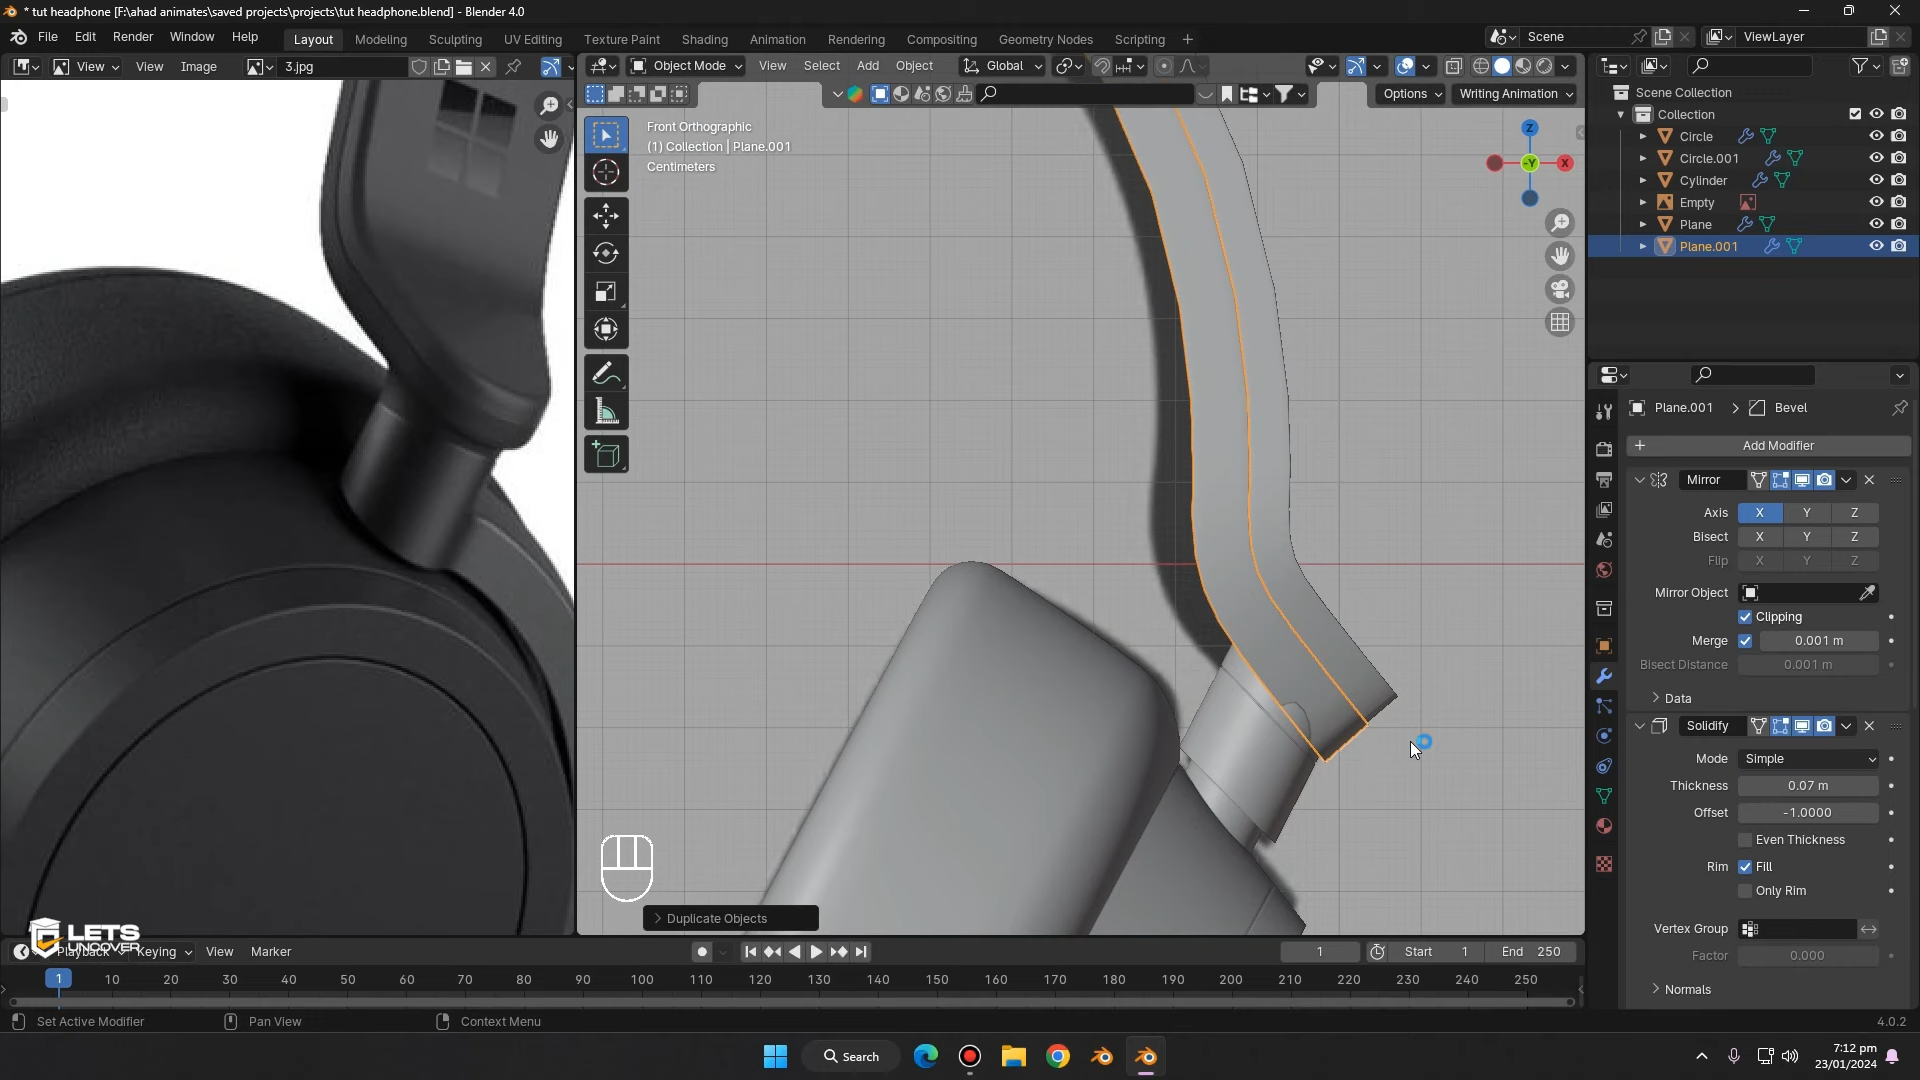 * tut headphone [F:\ahad animates\saved projects\projects\tut headphone.blend] - Blender 4.0
File Edit Render Window Help Layout Modeling Sculpting UV Editing Texture Paint Shading Animation Rendering Compositing Geometry Nodes Scripting + Scene ViewLayer
View View Image 3.jpg Object Mode View Select Add Object Global
Options Writing Animation
Front Orthographic
(1) Collection | Plane.001
Centimeters
Z
-Y
X
Scene Collection
Collection
Circle
Circle.001
Cylinder
Empty
Plane
Plane.001
Plane.001 > Bevel
+ Add Modifier
Mirror
Axis X Y Z
Bisect X Y Z
Flip X Y Z
Mirror Object
Clipping
Merge 0.001 m
Bisect Distance 0.001 m
Data
Solidify
Mode Simple
Thickness 0.07 m
Offset -1.0000
Even Thickness
Rim Fill
Only Rim
Vertex Group
Factor 0.000
Normals
Duplicate Objects
LETS
UNCOVER
Playback Keying View Marker 1 Start 1 End 250
1 10 20 30 40 50 60 70 80 90 100 110 120 130 140 150 160 170 180 190 200 210 220 230 240 250
Set Active Modifier Pan View Context Menu 4.0.2
Search
7:12 pm
23/01/2024